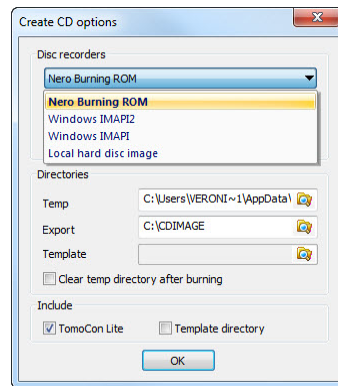 Create CD options
Disc recorders
Nero Burning ROM
Nero Burning ROM
Windows IMAPI2
Windows IMAPI
Local hard disc image
Directories
Temp C:\Users\VERONI~1\AppData\
Export C:\CDIMAGE
Template
Clear temp directory after burning
Include
TomoCon Lite Template directory
OK